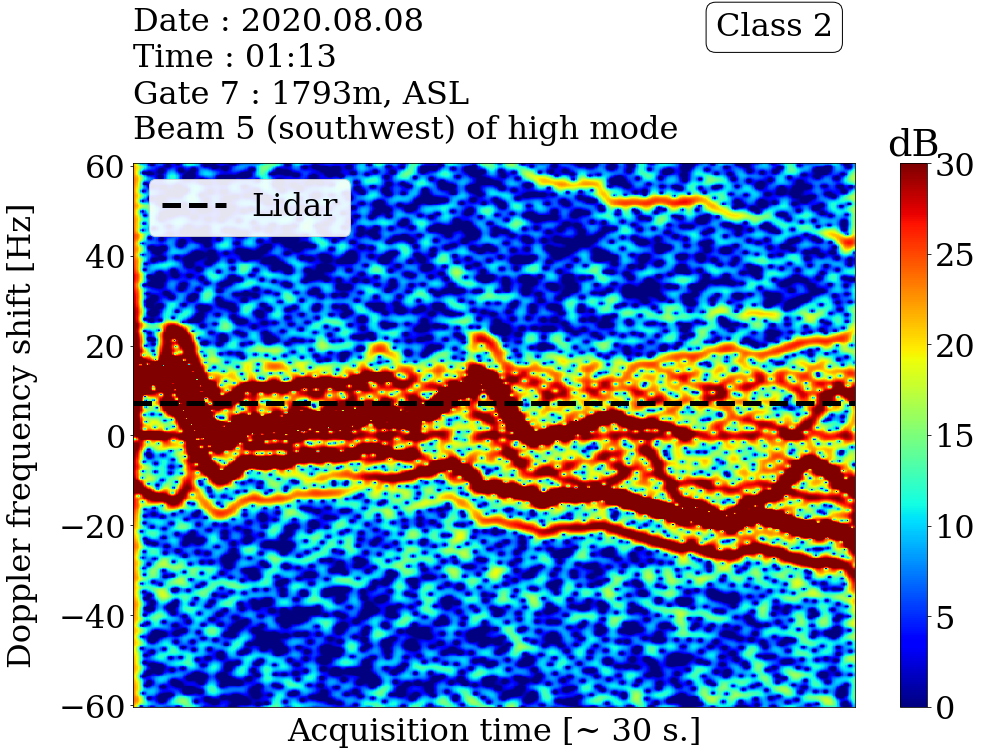 Date : 2020.08.08
Time : 01:13
Gate 7 : 1793m, ASL
Beam 5 (southwest) of high mode
Class 2
dB
Lidar
Doppler frequency shift [Hz]
60
40
20
0
−20
−40
−60
30
25
20
15
10
5
0
Acquisition time [~ 30 s.]